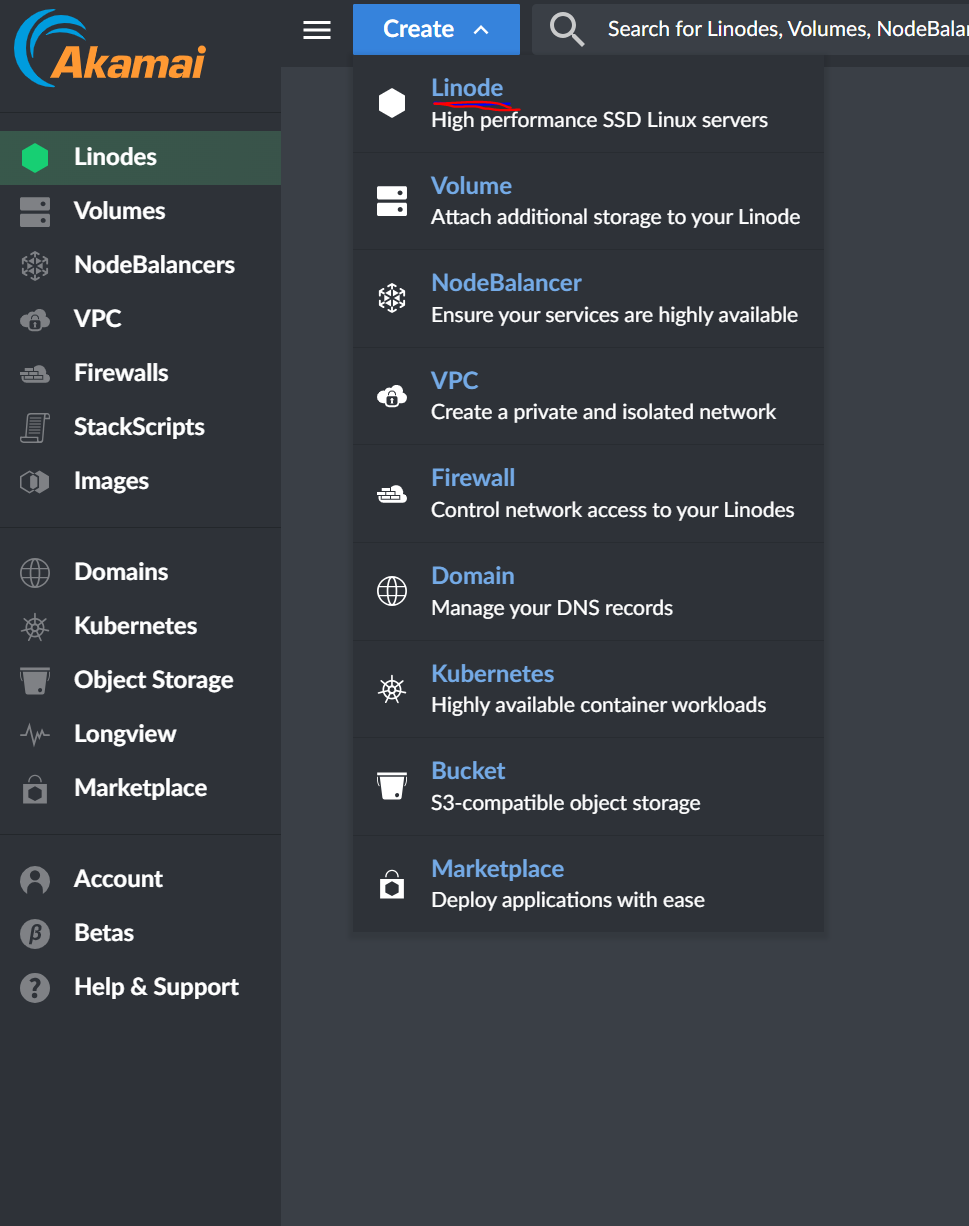 Akamai
Create
Search for Linodes, Volumes, NodeBalan
Linodes
Volumes
NodeBalancers
VPC
Firewalls
StackScripts
Images
Domains
Kubernetes
Object Storage
Longview
Marketplace
Account
Betas
Help & Support
Linode
High performance SSD Linux servers
Volume
Attach additional storage to your Linode
NodeBalancer
Ensure your services are highly available
VPC
Create a private and isolated network
Firewall
Control network access to your Linodes
Domain
Manage your DNS records
Kubernetes
Highly available container workloads
Bucket
S3-compatible object storage
Marketplace
Deploy applications with ease